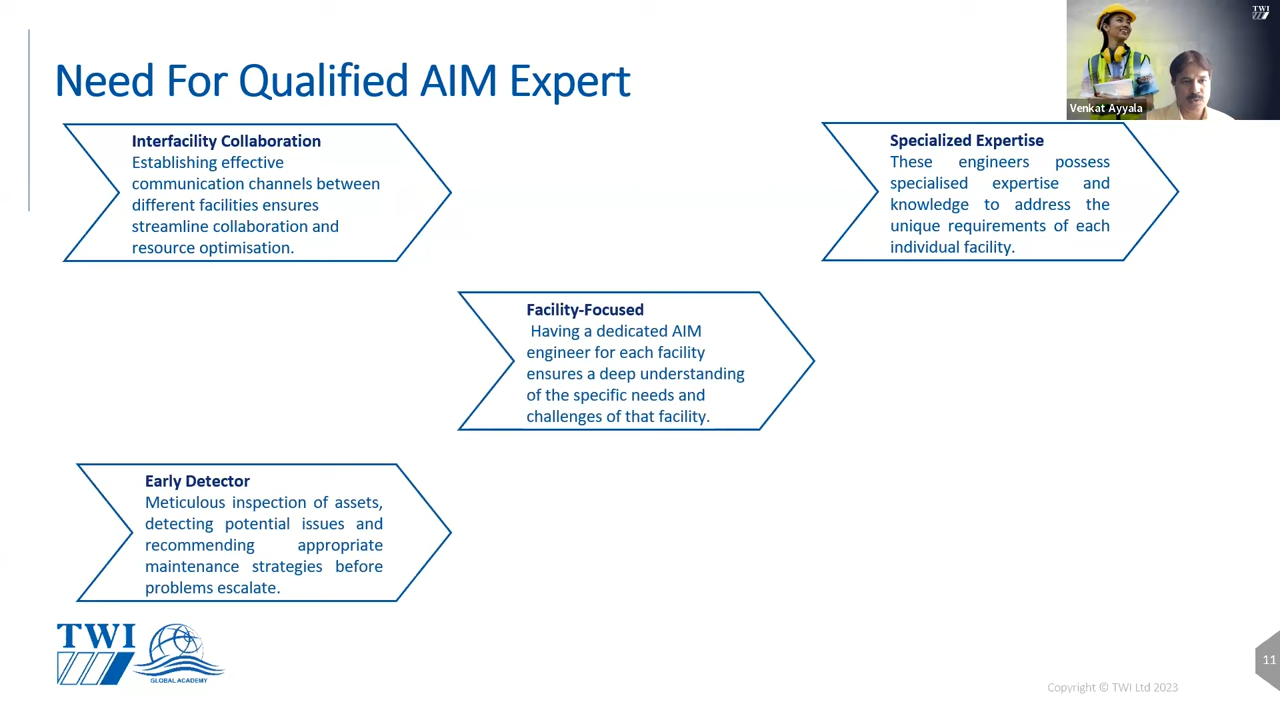 TWI
Venkat Ayyala
Need For Qualified AIM Expert
Interfacility Collaboration
Establishing effective
communication channels between
different facilities ensures
streamline collaboration and
resource optimisation.
Specialized Expertise
These engineers possess
specialised expertise and
knowledge to address the
unique requirements of each
individual facility.
Facility-Focused
Having a dedicated AIM
engineer for each facility
ensures a deep understanding
of the specific needs and
challenges of that facility.
Early Detector
Meticulous inspection of assets,
detecting potential issues and
recommending appropriate
maintenance strategies before
problems escalate.
TWI
GLOBAL ACADEMY
11
Copyright © TWI Ltd 2023